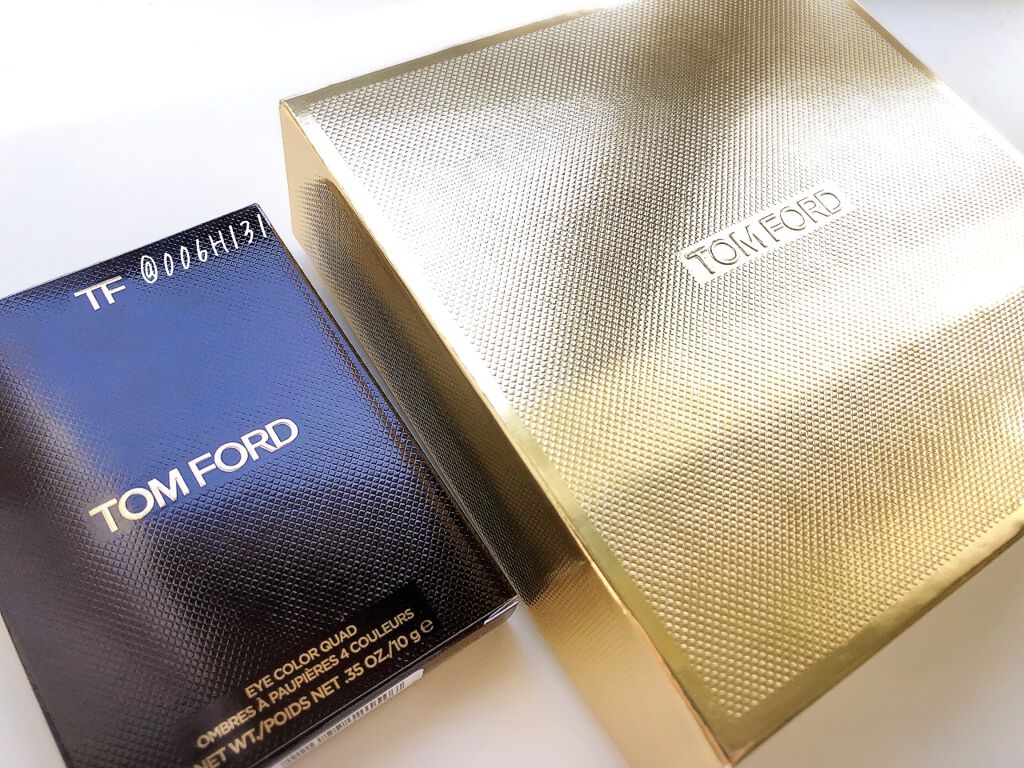 TF @006H131
TOM FORD
EYE COLOR QUAD
OMBRES À PAUPIÈRES 4 COULEURS
NET WT./POIDS NET .35 OZ./10 g ℮
TOM FORD